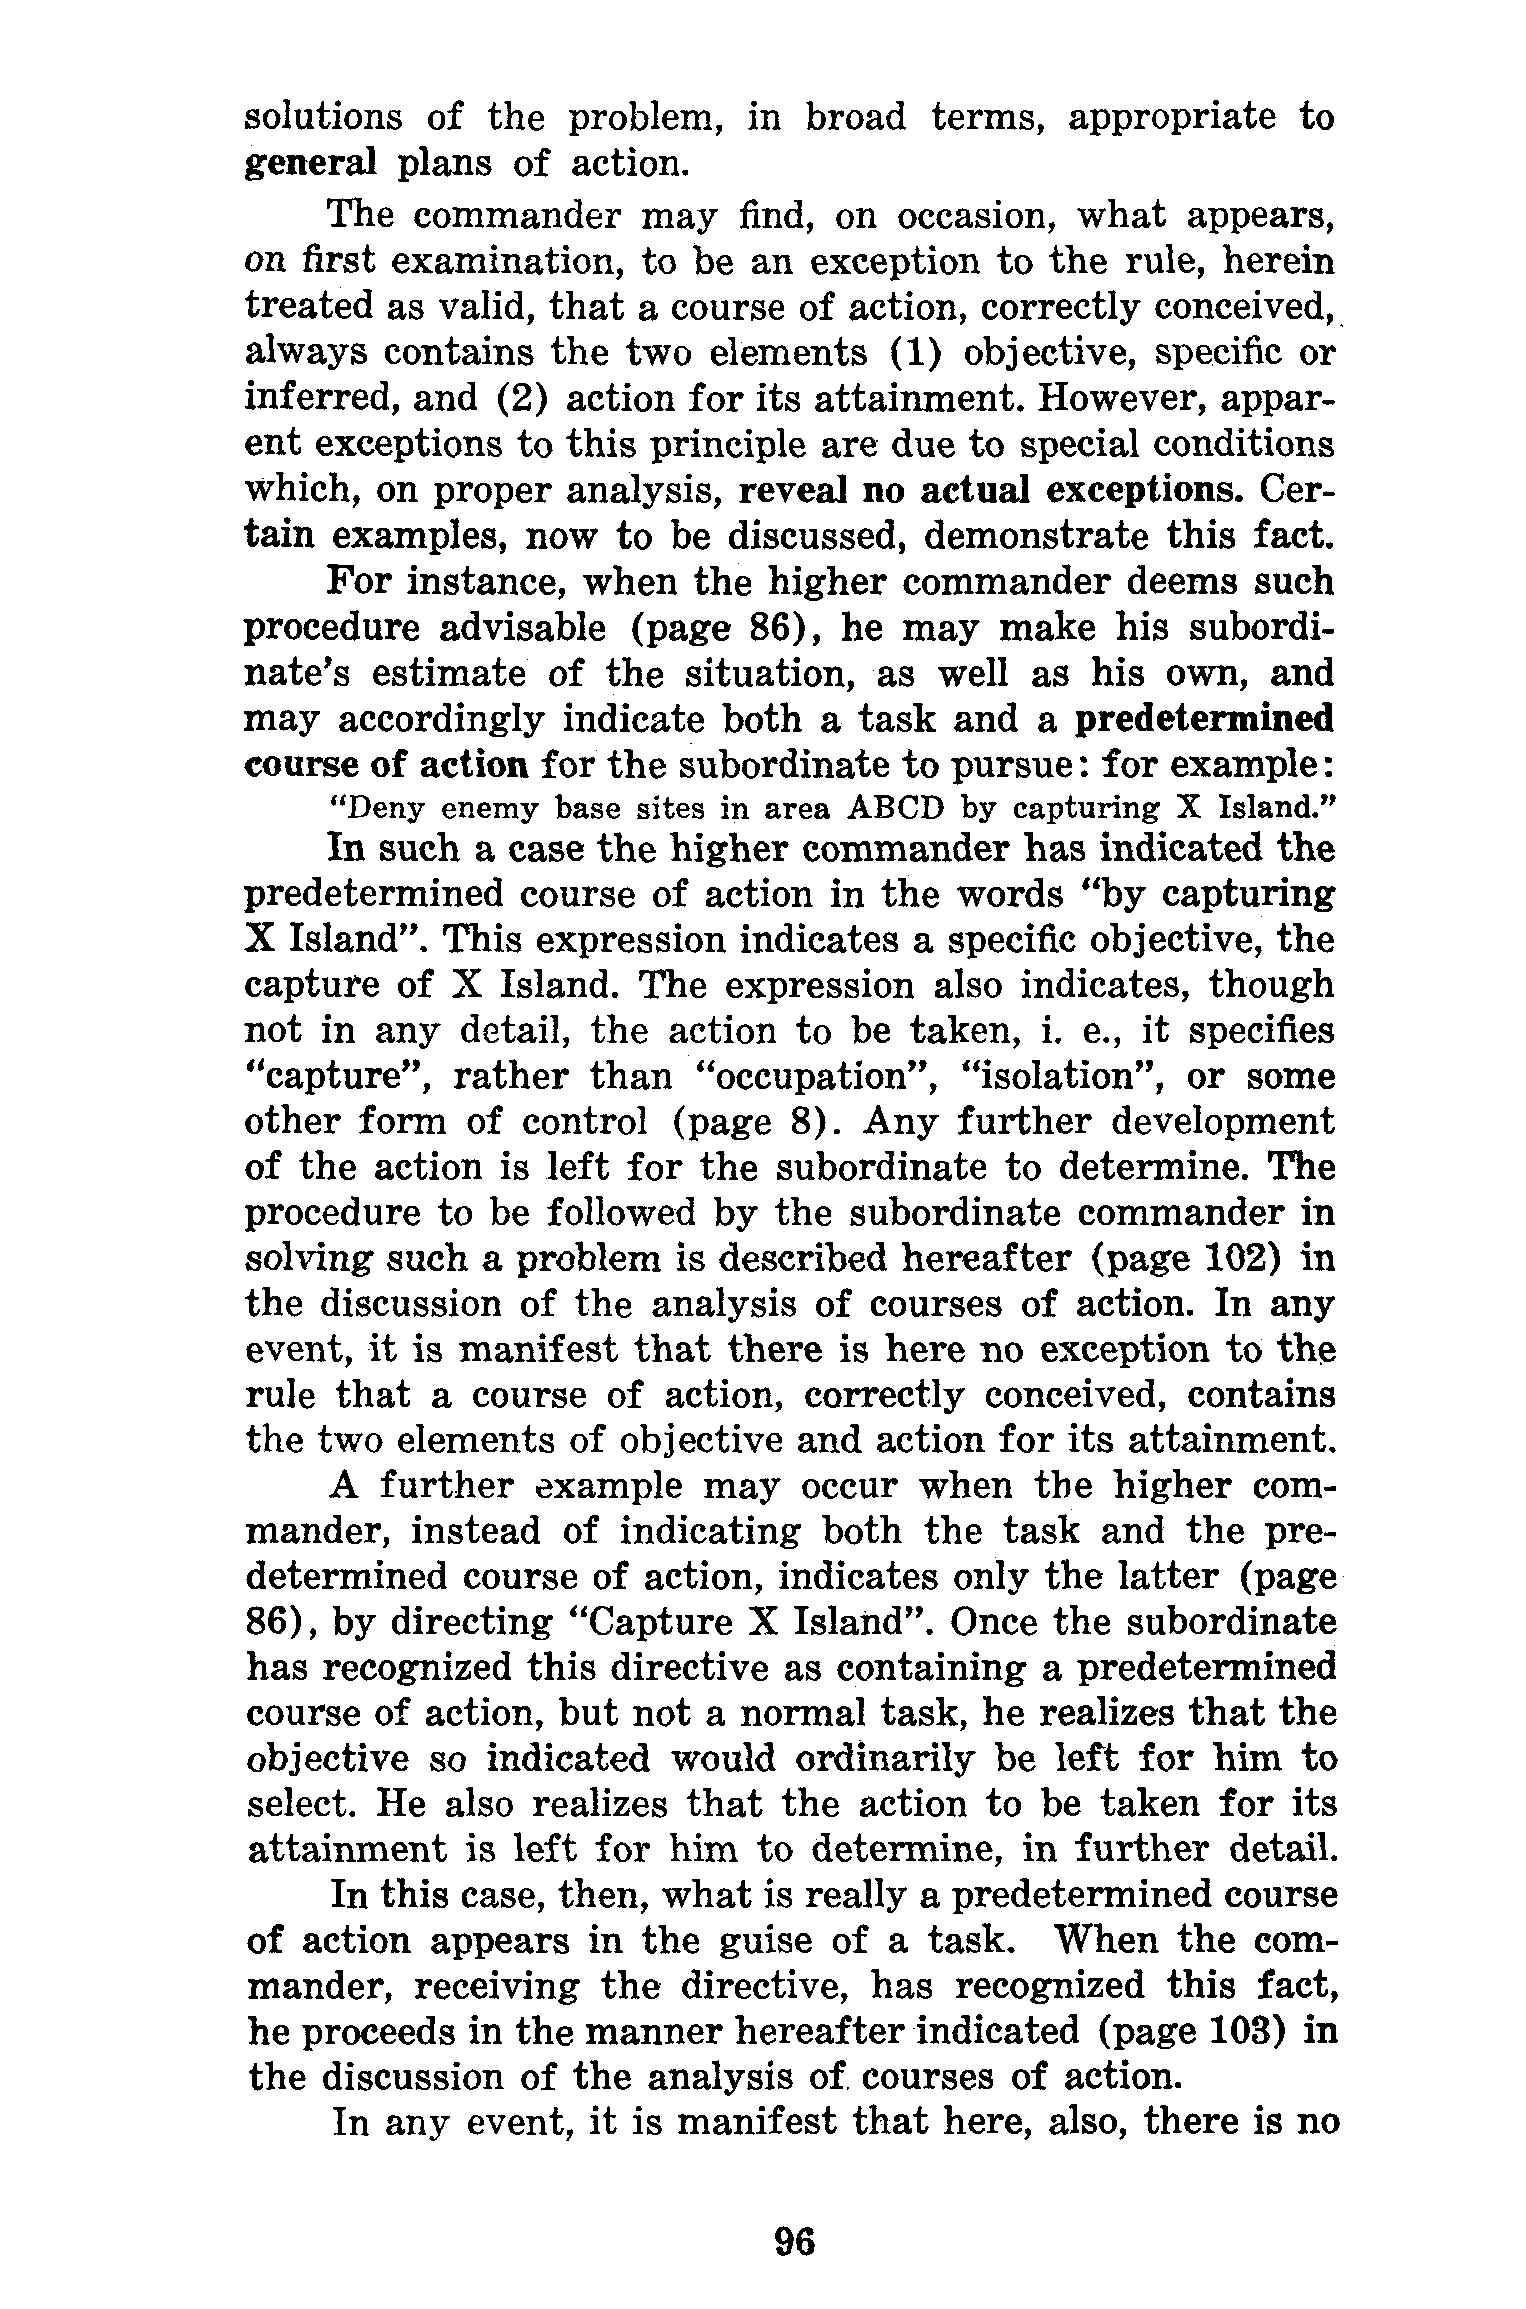 solutions of the problem, in broad terms, appropriate to
general plans of action.
The commander may find, on occasion, what appears,
on first examination, to be an exception to the rule, herein
treated as valid, that a course of action, correctly conceived,
always contains the two elements (1) objective, specific or
inferred, and (2) action for its attainment. However, appar-
ent exceptions to this principle are due to special conditions
which, on proper analysis, reveal no actual exceptions. Cer-
tain examples, now to be discussed, demonstrate this fact.
For instance, when the higher commander deems such
procedure advisable (page 86), he may make his subordi-
nate's estimate of the situation, as well as his own, and
may accordingly indicate both a task and a predetermined
course of action for the subordinate to pursue: for example:
"Deny enemy base sites in area ABCD by capturing X Island."
In such a case the higher commander has indicated the
predetermined course of action in the words "by capturing
X Island". This expression indicates a specific objective, the
capture of X Island. The expression also indicates, though
not in any detail, the action to be taken, i. e., it specifies
"capture", rather than "occupation", "isolation", or some
other form of control (page 8). Any further development
of the action is left for the subordinate to determine. The
procedure to be followed by the subordinate commander in
solving such a problem is described hereafter (page 102) in
the discussion of the analysis of courses of action. In any
event, it is manifest that there is here no exception to the
rule that a course of action, correctly conceived, contains
the two elements of objective and action for its attainment.
A further example may occur when the higher com-
mander, instead of indicating both the task and the pre-
determined course of action, indicates only the latter (page
86), by directing "Capture X Island". Once the subordinate
has recognized this directive as containing a predetermined
course of action, but not a normal task, he realizes that the
objective so indicated would ordinarily be left for him to
select. He also realizes that the action to be taken for its
attainment is left for him to determine, in further detail.
In this case, then, what is really a predetermined course
of action appears in the guise of a task. When the com-
mander, receiving the directive, has recognized this fact,
he proceeds in the manner hereafter indicated (page 103) in
the discussion of the analysis of courses of action.
In any event, it is manifest that here, also, there is no
96